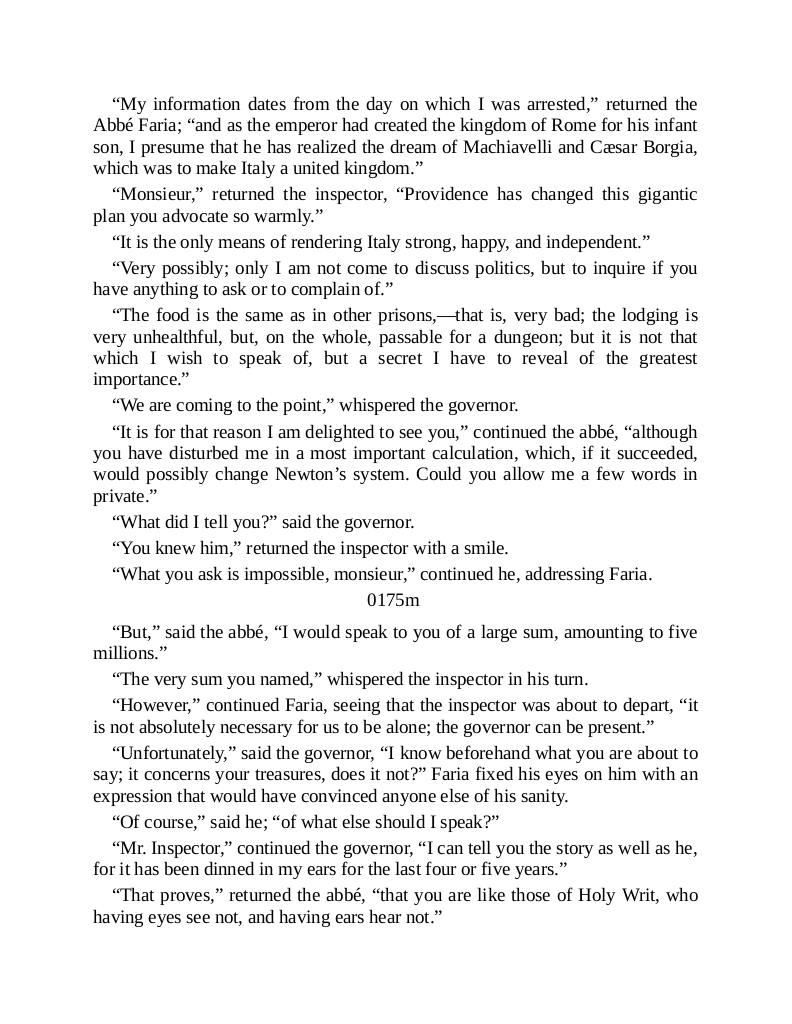 “My information dates from the day on which I was arrested,” returned the
Abbé Faria; “and as the emperor had created the kingdom of Rome for his infant
son, I presume that he has realized the dream of Machiavelli and Cæsar Borgia,
which was to make Italy a united kingdom.”
“Monsieur,” returned the inspector, “Providence has changed this gigantic
plan you advocate so warmly.”
“It is the only means of rendering Italy strong, happy, and independent.”
“Very possibly; only I am not come to discuss politics, but to inquire if you
have anything to ask or to complain of.”
“The food is the same as in other prisons,—that is, very bad; the lodging is
very unhealthful, but, on the whole, passable for a dungeon; but it is not that
which I wish to speak of, but a secret I have to reveal of the greatest
importance.”
“We are coming to the point,” whispered the governor.
“It is for that reason I am delighted to see you,” continued the abbé, “although
you have disturbed me in a most important calculation, which, if it succeeded,
would possibly change Newton’s system. Could you allow me a few words in
private.”
“What did I tell you?” said the governor.
“You knew him,” returned the inspector with a smile.
“What you ask is impossible, monsieur,” continued he, addressing Faria.
0175m
“But,” said the abbé, “I would speak to you of a large sum, amounting to five
millions.”
“The very sum you named,” whispered the inspector in his turn.
“However,” continued Faria, seeing that the inspector was about to depart, “it
is not absolutely necessary for us to be alone; the governor can be present.”
“Unfortunately,” said the governor, “I know beforehand what you are about to
say; it concerns your treasures, does it not?” Faria fixed his eyes on him with an
expression that would have convinced anyone else of his sanity.
“Of course,” said he; “of what else should I speak?”
“Mr. Inspector,” continued the governor, “I can tell you the story as well as he,
for it has been dinned in my ears for the last four or five years.”
“That proves,” returned the abbé, “that you are like those of Holy Writ, who
having eyes see not, and having ears hear not.”